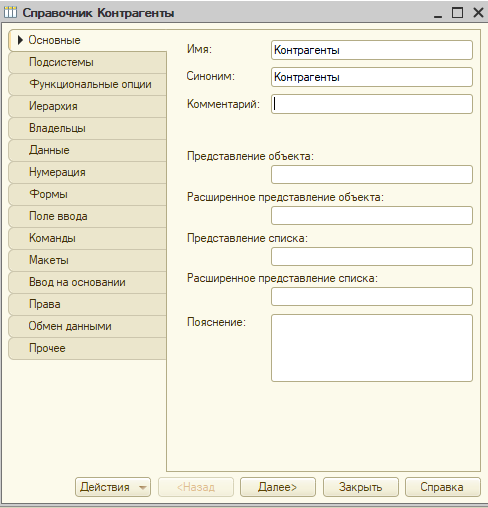 Справочник Контрагенты
Основные
Подсистемы
Функциональные опции
Иерархия
Владельцы
Данные
Нумерация
Формы
Поле ввода
Команды
Макеты
Ввод на основании
Права
Обмен данными
Прочее
Имя: Контрагенты
Синоним: Контрагенты
Комментарий:
Представление объекта:
Расширенное представление объекта:
Представление списка:
Расширенное представление списка:
Пояснение:
Действия <Назад Далее> Закрыть Справка